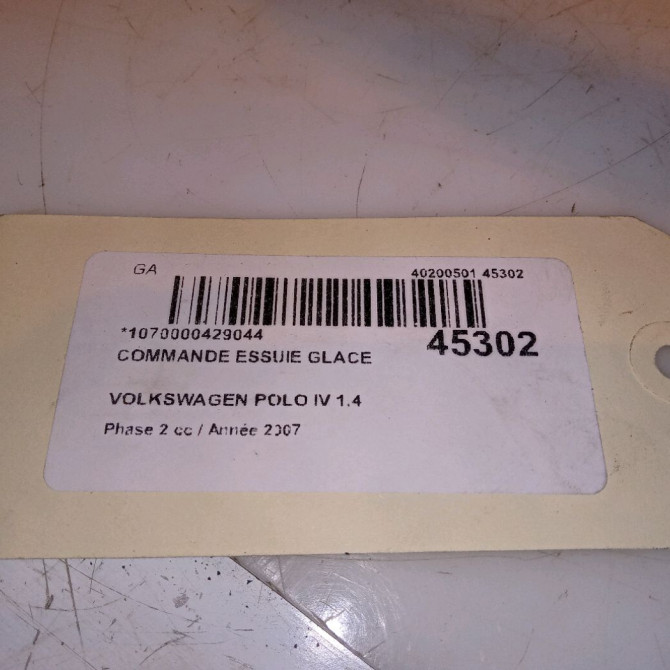 GA 40200501 45302
*1070000429044 45302
COMMANDE ESSUIE GLACE
VOLKSWAGEN POLO IV 1.4
Phase 2 cc / Année 2007